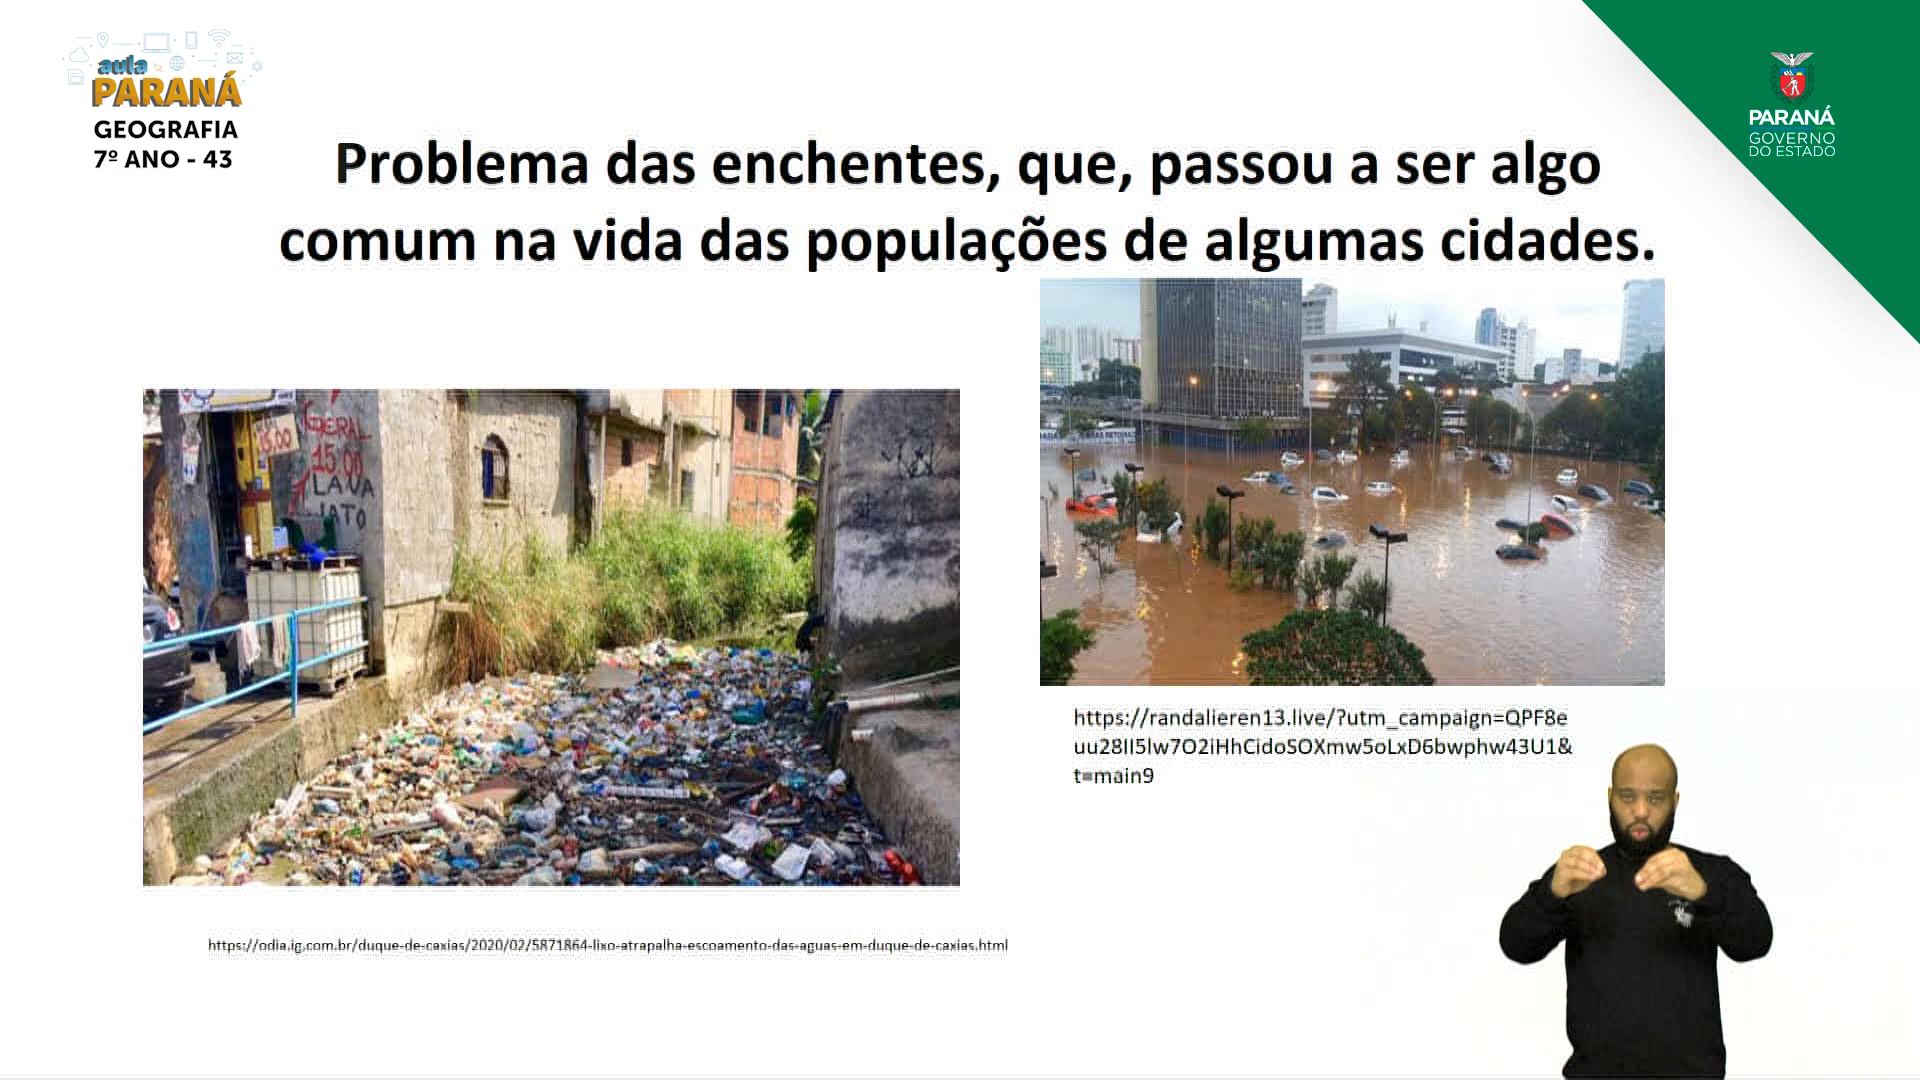 aula
PARANÁ
GEOGRAFIA
7º ANO - 43
PARANÁ
GOVERNO
DO ESTADO
Problema das enchentes, que, passou a ser algo
comum na vida das populações de algumas cidades.
GERAL
15.00
LAVA
JATO
https://randalieren13.live/?utm_campaign=QPF8e
uu28II5lw7O2iHhCidoSOXmw5oLxD6bwphw43U1&
t=main9
https://odia.ig.com.br/duque-de-caxias/2020/02/5871864-lixo-atrapalha-escoamento-das-aguas-em-duque-de-caxias.html